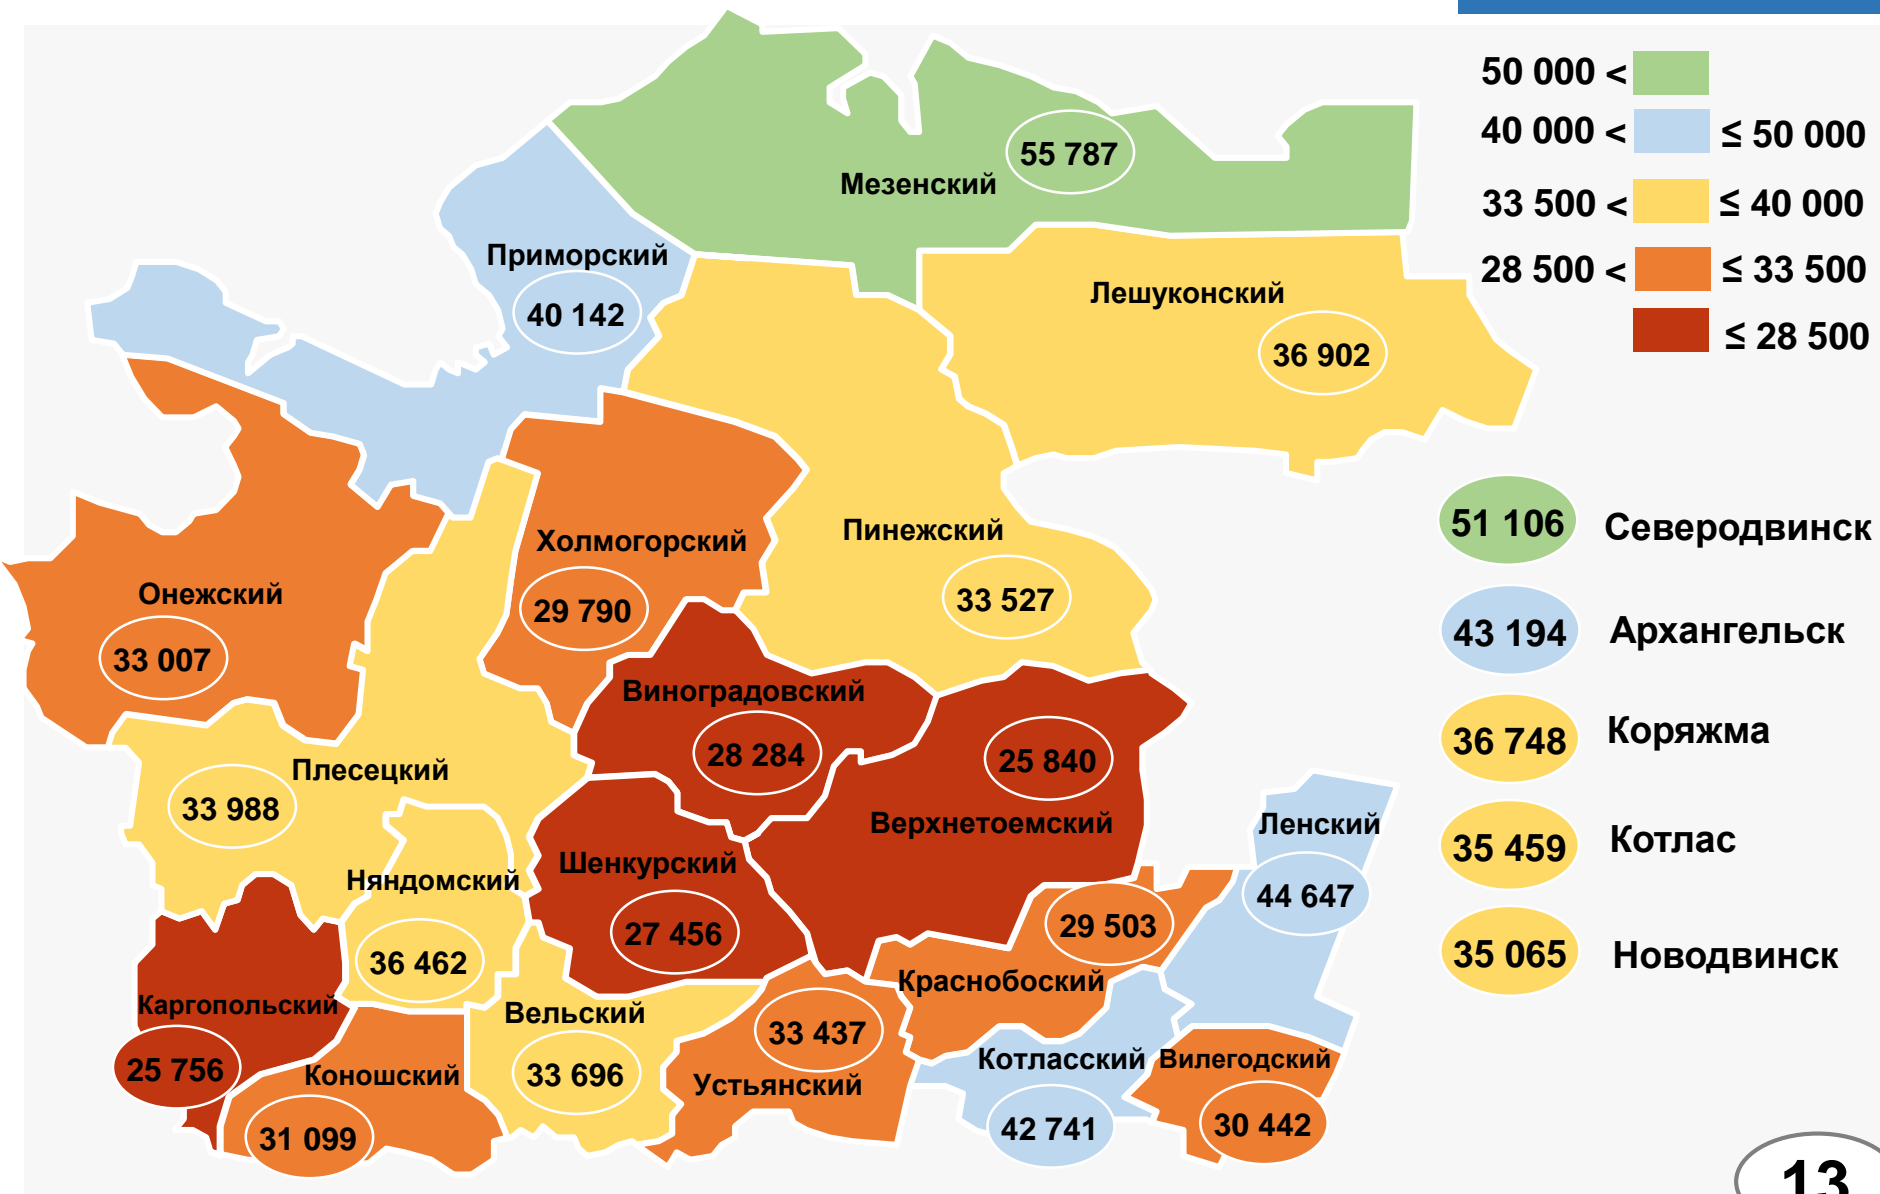 50 000 <
40 000 < ≤ 50 000
33 500 < ≤ 40 000
28 500 < ≤ 33 500
≤ 28 500
55 787
Мезенский
Приморский
40 142
Лешуконский
36 902
Холмогорский
29 790
Пинежский
33 527
Онежский
33 007
Виноградовский
28 284
25 840
Верхнетоемский
Плесецкий
33 988
Шенкурский
27 456
Няндомский
36 462
Ленский
44 647
29 503
Краснобоский
Каргопольский
25 756
Вельский
33 696
33 437
Устьянский
Коношский
31 099
Котласский
42 741
Вилегодский
30 442
51 106 Северодвинск
43 194 Архангельск
36 748 Коряжма
35 459 Котлас
35 065 Новодвинск
13